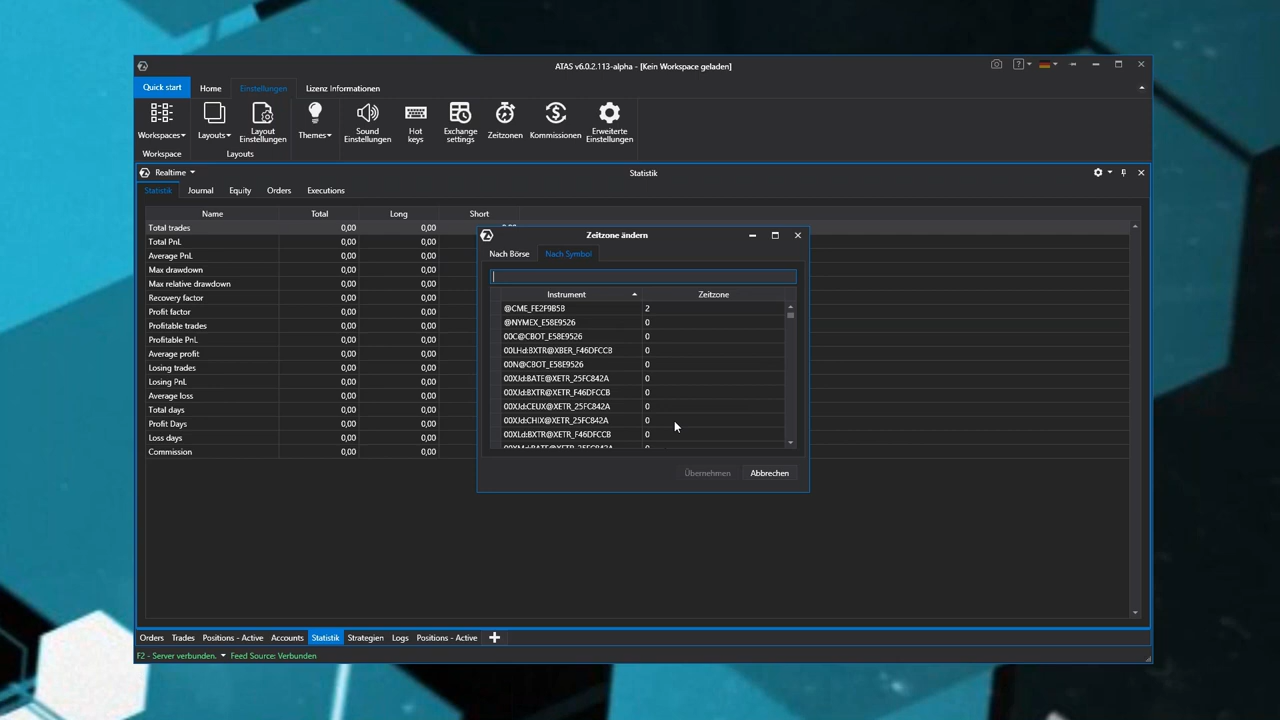 ATAS v6.0.2.113-alpha - [Kein Workspace geladen]
Quick start Home Einstellungen Lizenz Informationen
Workspaces Layouts Layout Einstellungen Themes Sound Einstellungen Hot keys Exchange settings Zeitzonen Kommissionen Erweiterte Einstellungen
Workspace Layouts
Realtime Statistik
Statistik Journal Equity Orders Executions
Name Total Long Short
Total trades 0,00 0,00 0,00
Total PnL 0,00 0,00
Average PnL 0,00 0,00
Max drawdown 0,00 0,00
Max relative drawdown 0,00 0,00
Recovery factor 0,00 0,00
Profit factor 0,00 0,00
Profitable trades 0,00 0,00
Profitable PnL 0,00 0,00
Average profit 0,00 0,00
Losing trades 0,00 0,00
Losing PnL 0,00 0,00
Average loss 0,00 0,00
Total days 0,00 0,00
Profit Days 0,00 0,00
Loss days 0,00 0,00
Commission 0,00 0,00
Zeitzone ändern
Nach Börse Nach Symbol
Instrument Zeitzone
@CME_FE2F9B5B 2
@NYMEX_E58E9526 0
00C@CBOT_E58E9526 0
00LHd:BXTR@XBER_F46DFCCB 0
00N@CBOT_E58E9526 0
00XJd:BATE@XETR_25FC842A 0
00XJd:BXTR@XETR_F46DFCCB 0
00XJd:CEUX@XETR_25FC842A 0
00XJd:CHIX@XETR_25FC842A 0
00XLd:BXTR@XETR_F46DFCCB 0
Übernehmen Abbrechen
Orders Trades Positions - Active Accounts Statistik Strategien Logs Positions - Active
F2 - Server verbunden. Feed Source: Verbunden